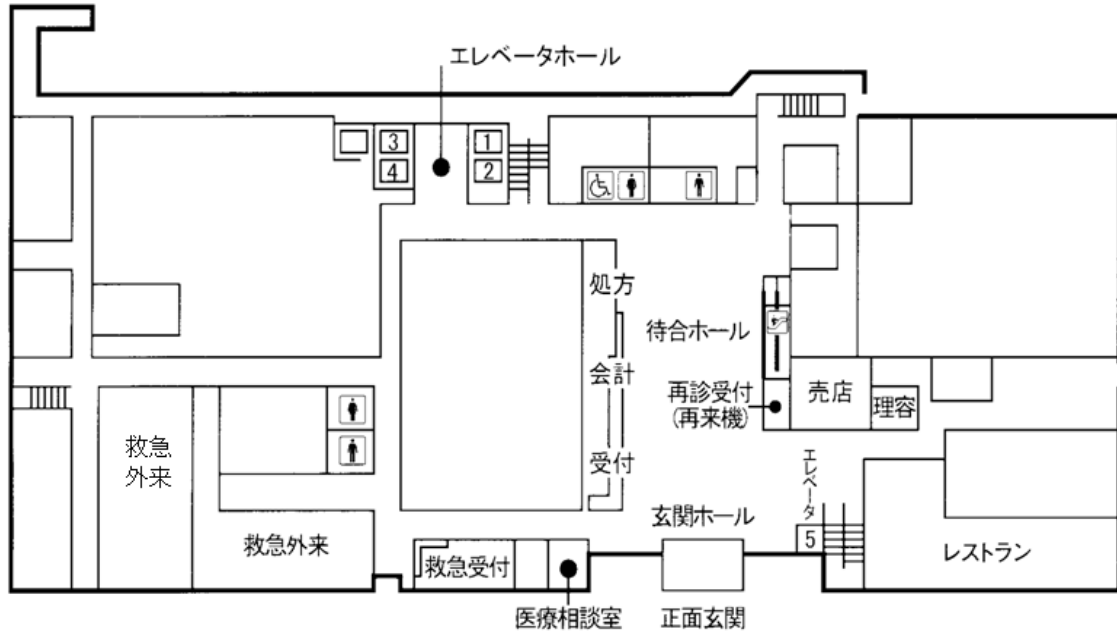 エレベータホール
3
1
4
2
処方
待合ホール
会計
再診受付
(再来機)
売店
理容
救急
外来
受付
エレベータ
玄関ホール
5
救急外来
救急受付
レストラン
医療相談室
正面玄関